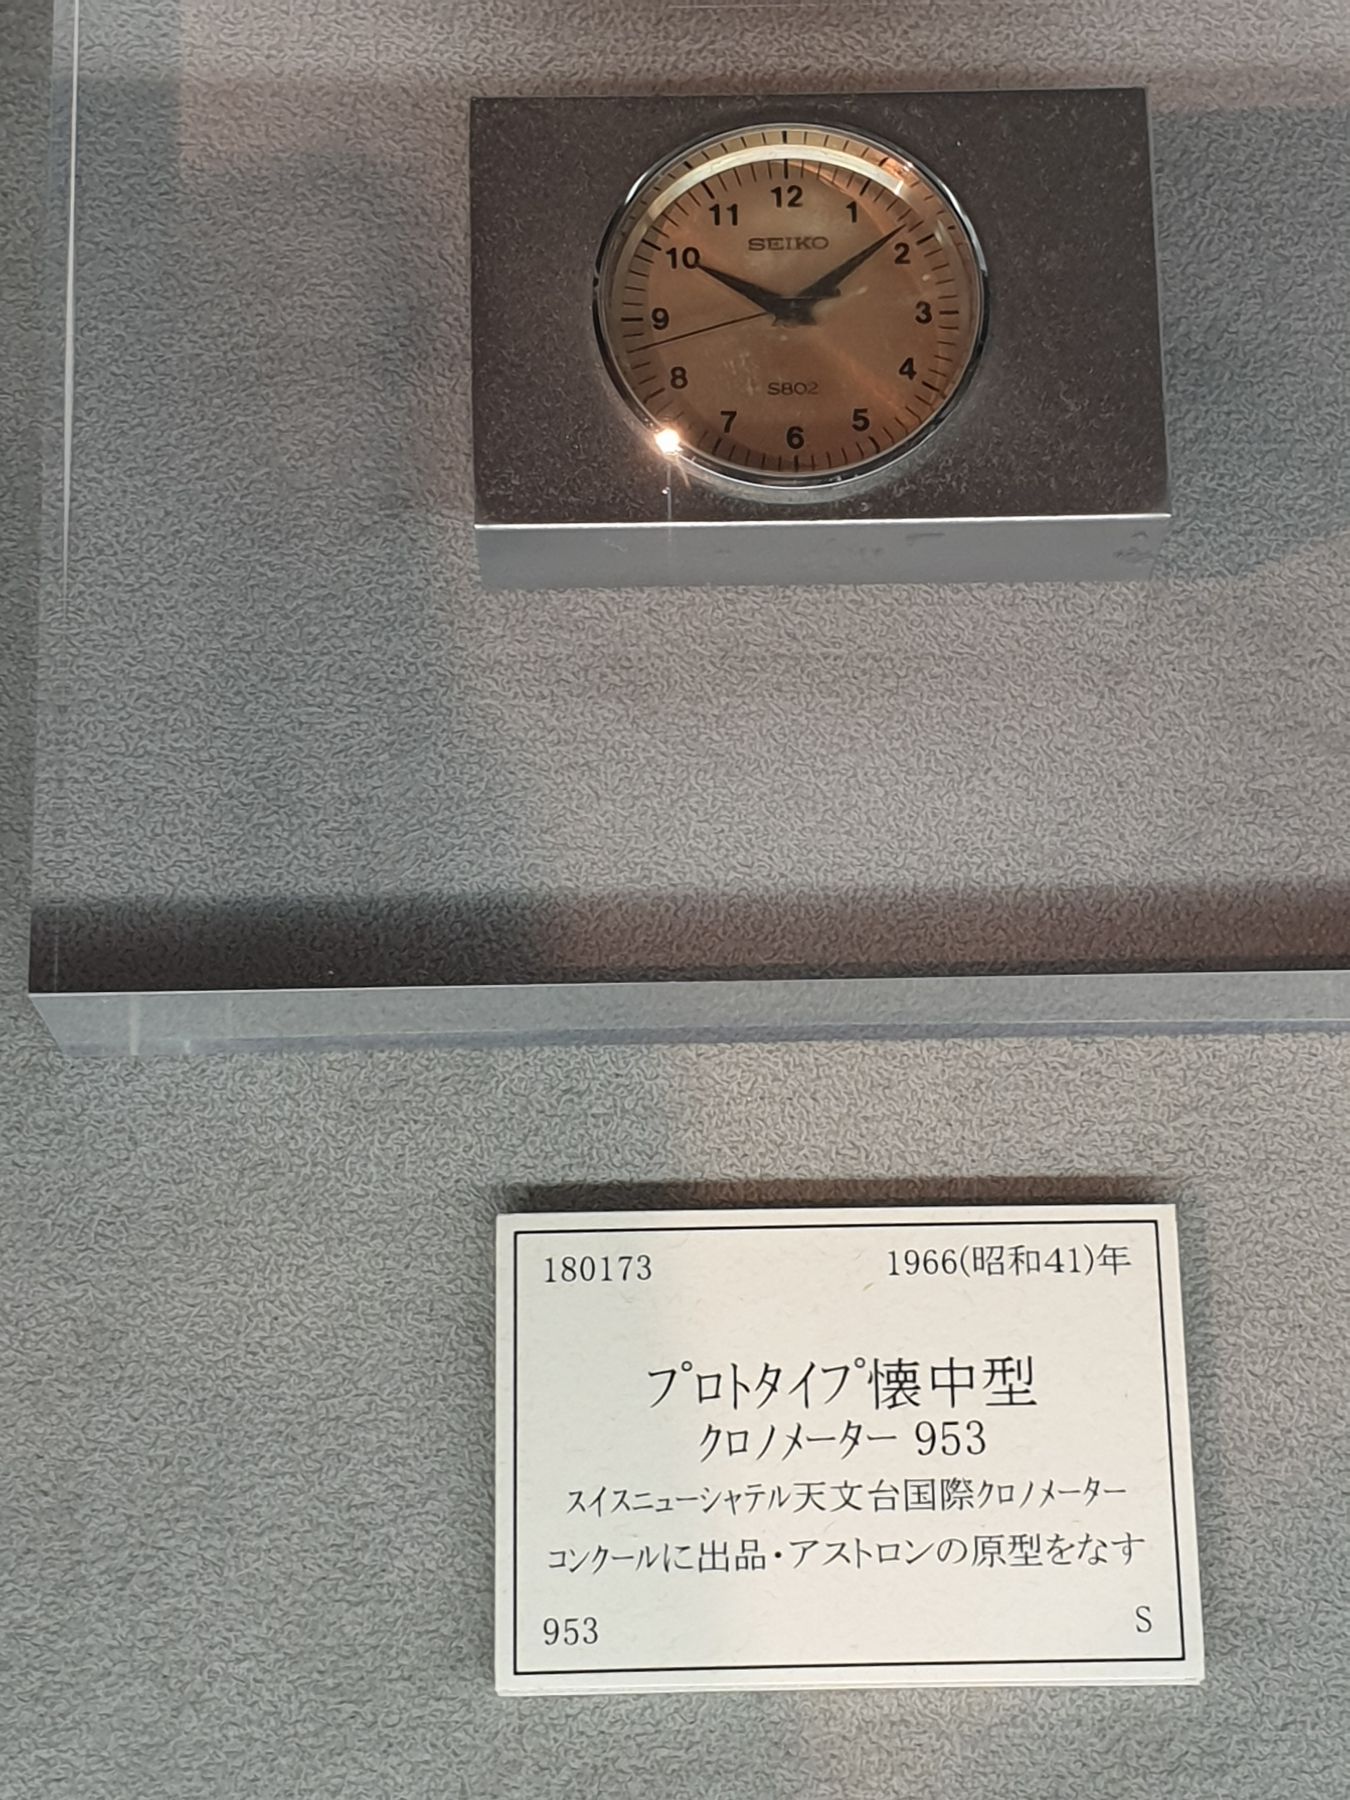 12
11
1
SEIKO
10
2
9
3
8
4
SB02
7
5
6
180173 1966(昭和41)年
プロトタイプ懐中型
クロノメーター 953
スイスニューシャテル天文台国際クロノメーター
コンクールに出品・アストロンの原型をなす
953 S